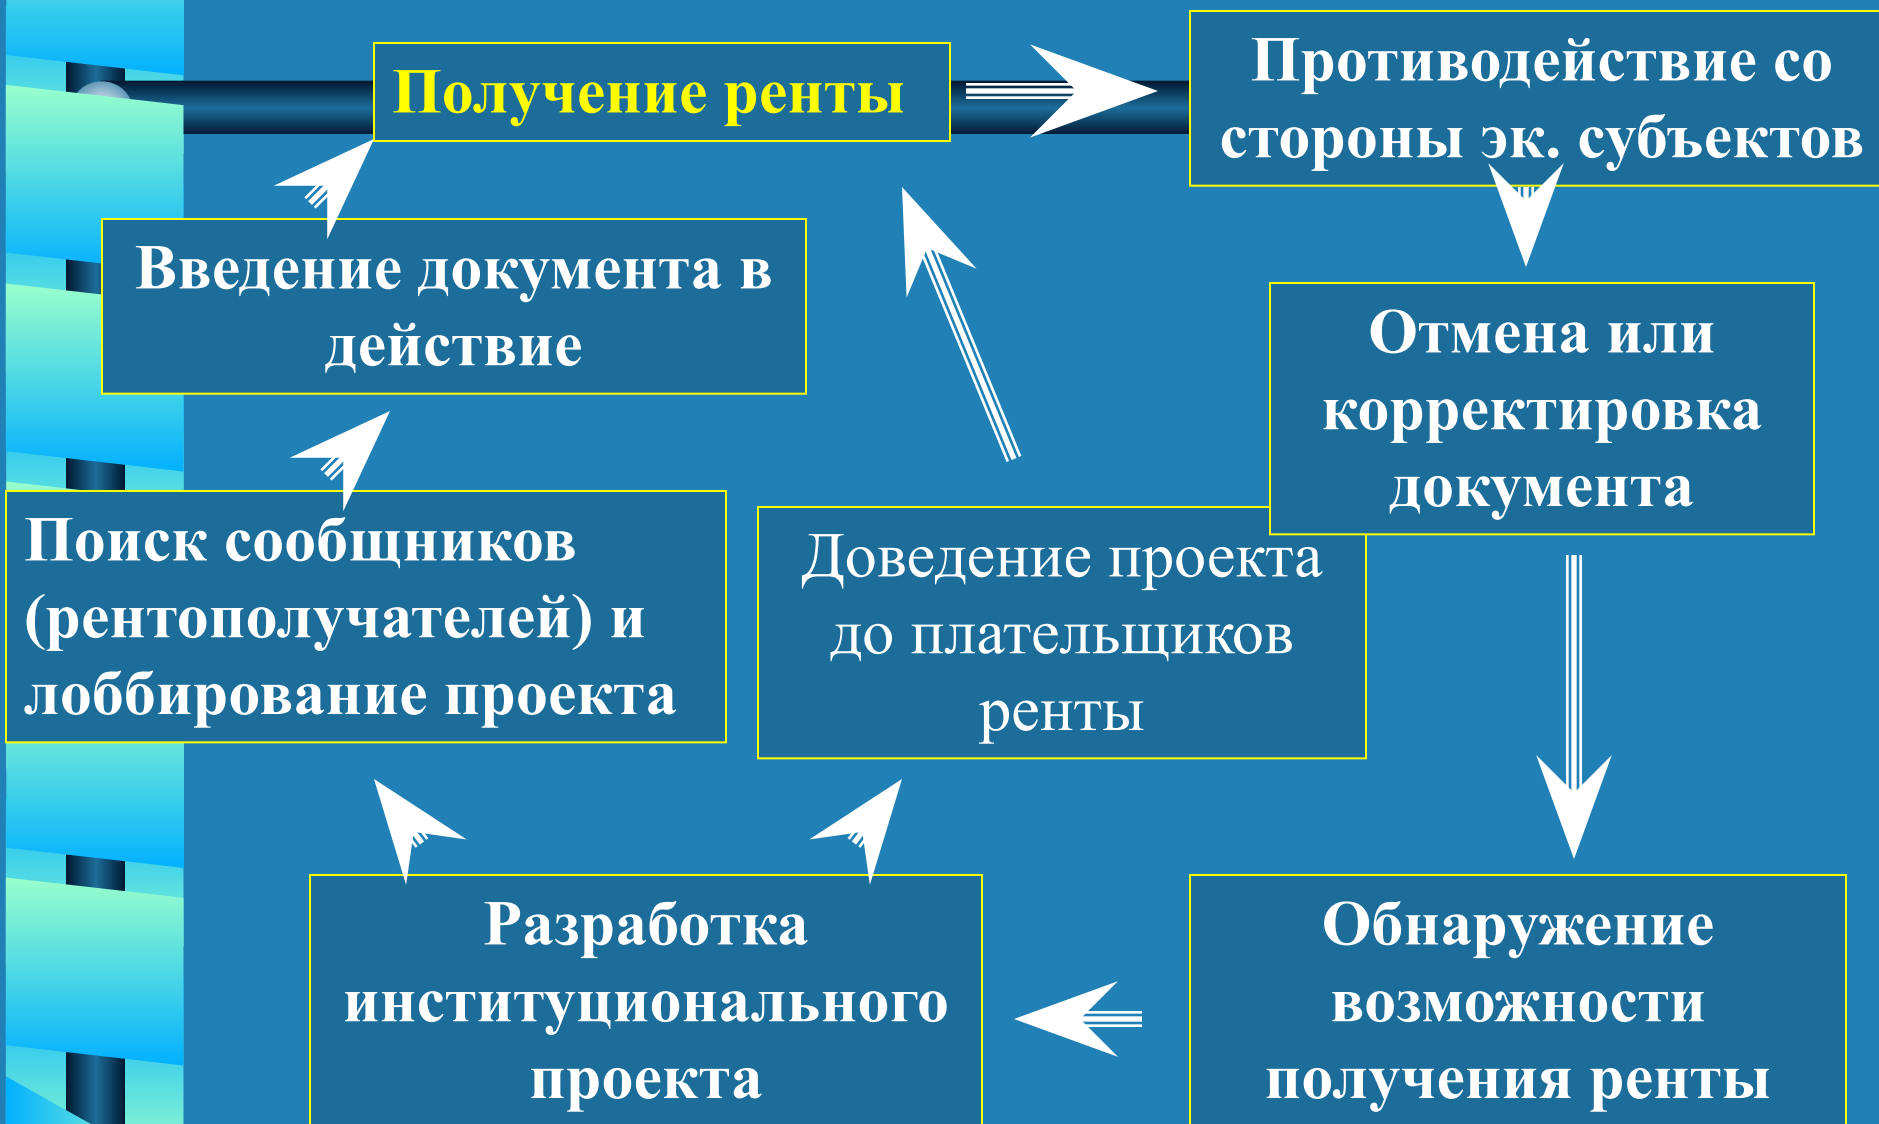 Получение ренты
Противодействие со
стороны эк. субъектов
Введение документа в
действие
Отмена или
корректировка
документа
Поиск сообщников
(рентополучателей) и
лоббирование проекта
Доведение проекта
до плательщиков
ренты
Разработка
институционального
проекта
Обнаружение
возможности
получения ренты